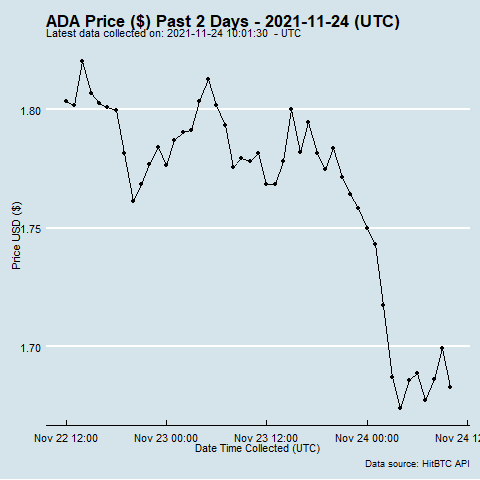 ADA Price ($) Past 2 Days - 2021-11-24 (UTC)
Latest data collected on: 2021-11-24 10:01:30 - UTC
1.80
1.75
1.70
Price USD ($)
Nov 22 12:00 Nov 23 00:00 Nov 23 12:00 Nov 24 00:00 Nov 24 12
Date Time Collected (UTC)
Data source: HitBTC API